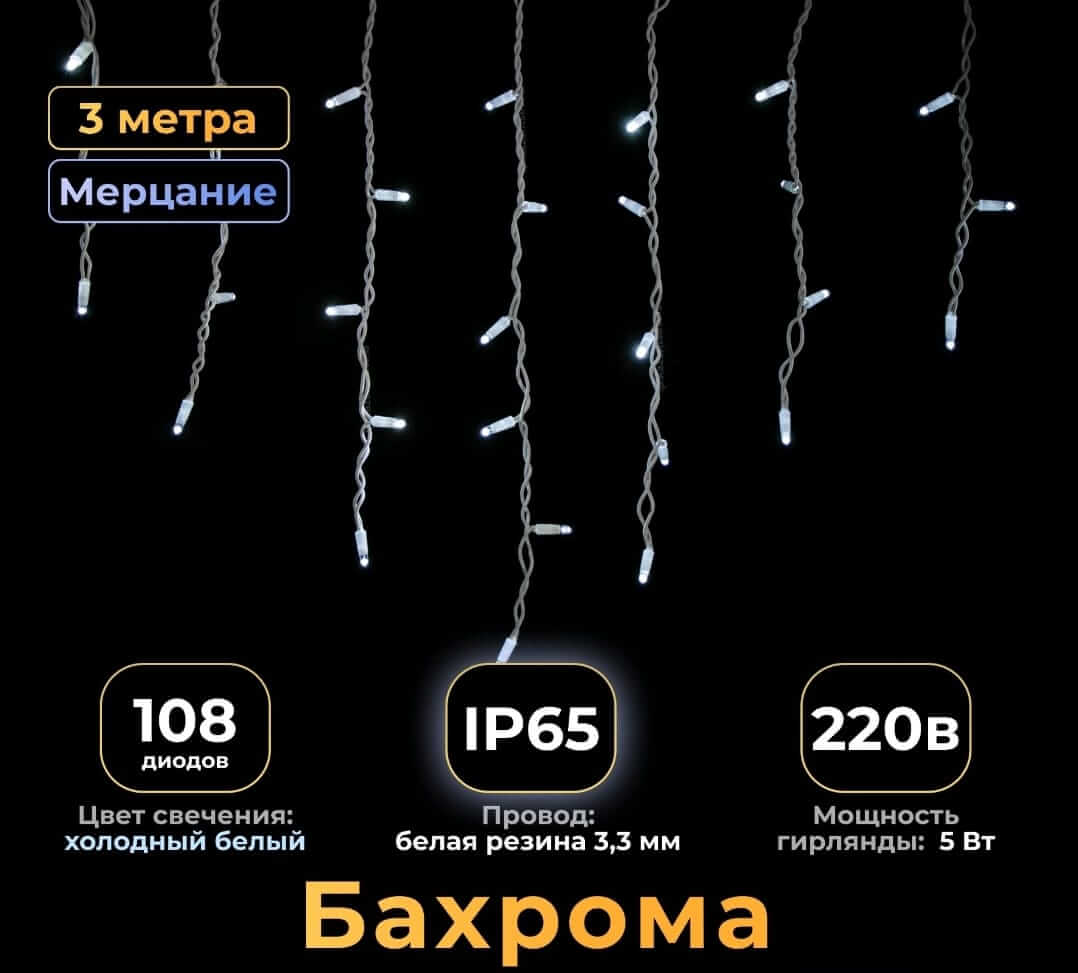 3 метра
Мерцание
108
диодов
Цвет свечения:
холодный белый
IP65
Провод:
белая резина 3,3 мм
220в
Мощность
гирлянды: 5 Вт
Бахрома